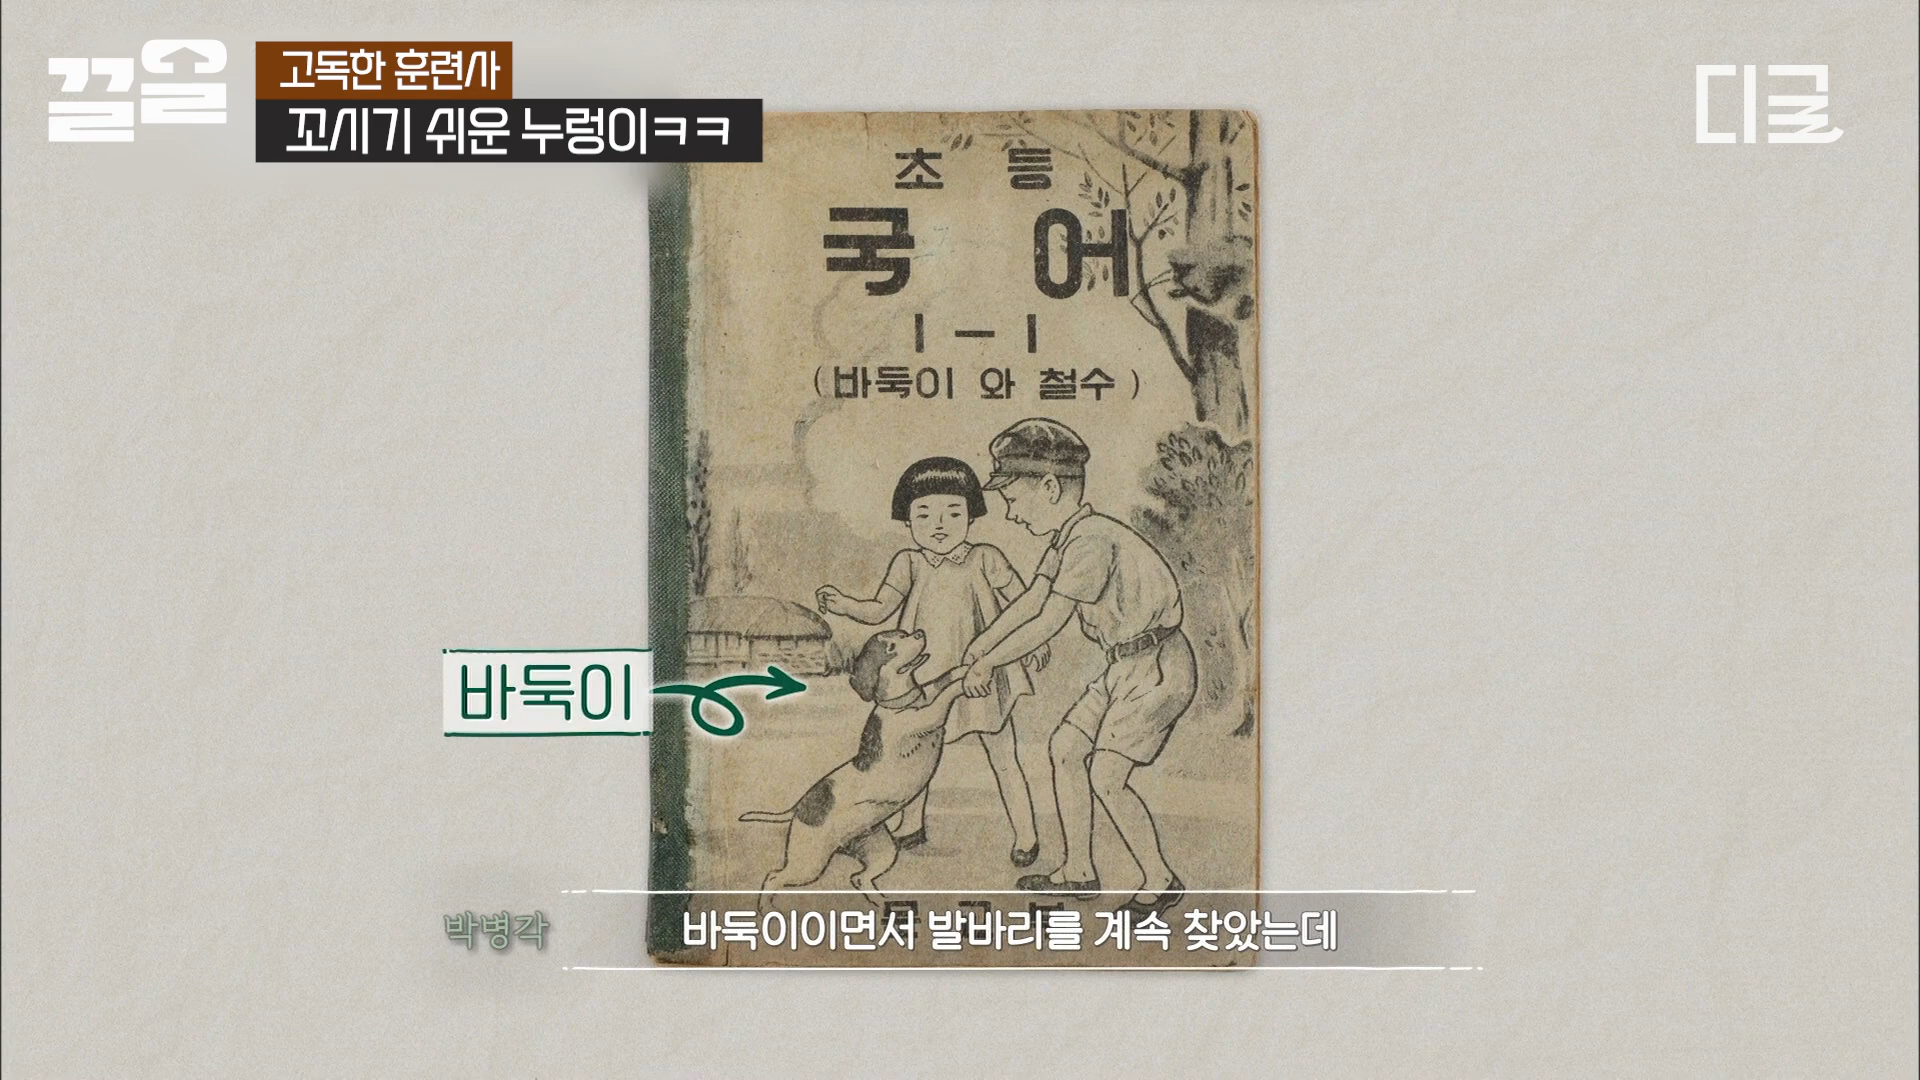 끌올
고독한 훈련사
꼬시기 쉬운 누렁이ㅋㅋ
디글
초 등
국 어
1-1
(바둑이 와 철수)
바둑이
박병각
바둑이이면서 발바리를 계속 찾았는데